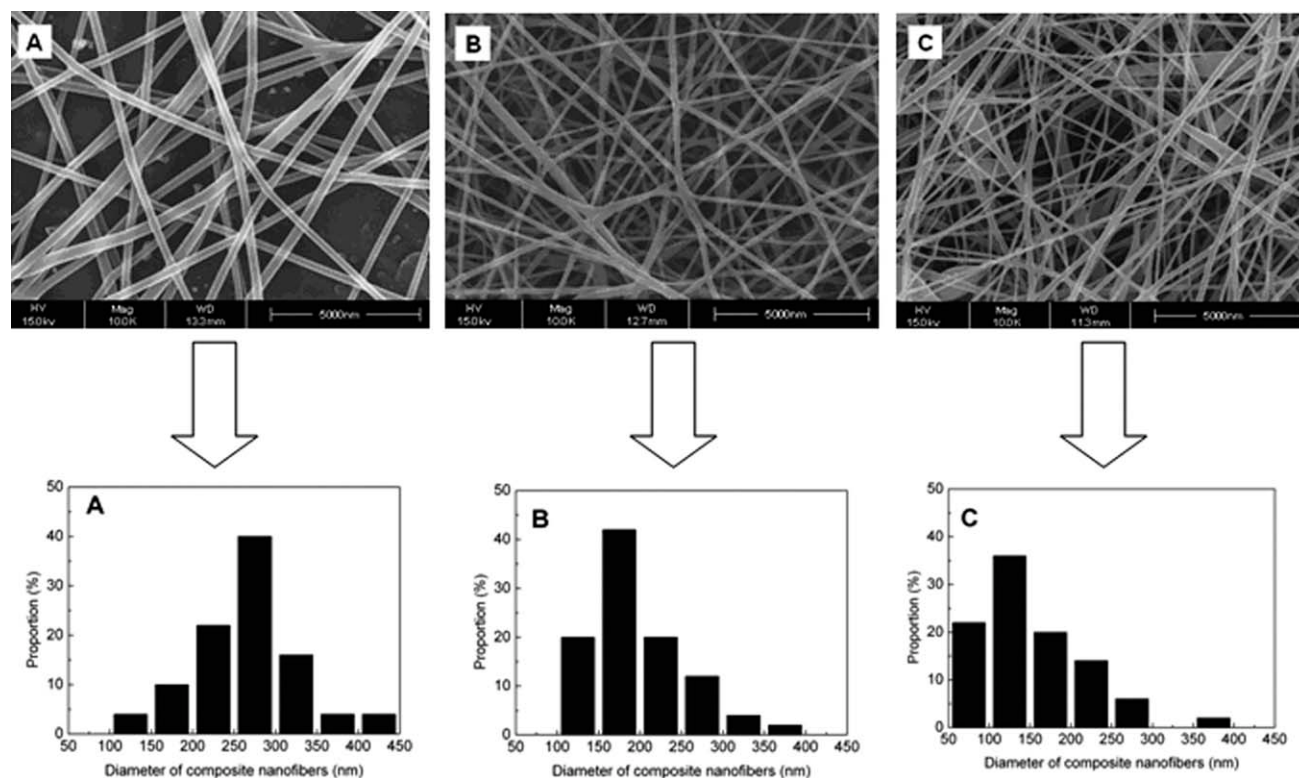 A
B
C
HV Mag WD 5000nm
15.0kv 10.0K 13.3mm
HV Mag WD 5000nm
15.0kv 10.0K 12.7mm
HV Mag WD 5000nm
15.0kv 10.0K 11.3mm
A
Proportion (%)
50
40
30
20
10
0
50 100 150 200 250 300 350 400 450
Diameter of composite nanofibers (nm)
B
Proportion (%)
50
40
30
20
10
0
50 100 150 200 250 300 350 400 450
Diameter of composite nanofibers (nm)
C
Proportion (%)
50
40
30
20
10
0
50 100 150 200 250 300 350 400 450
Diameter of composite nanofibers (nm)